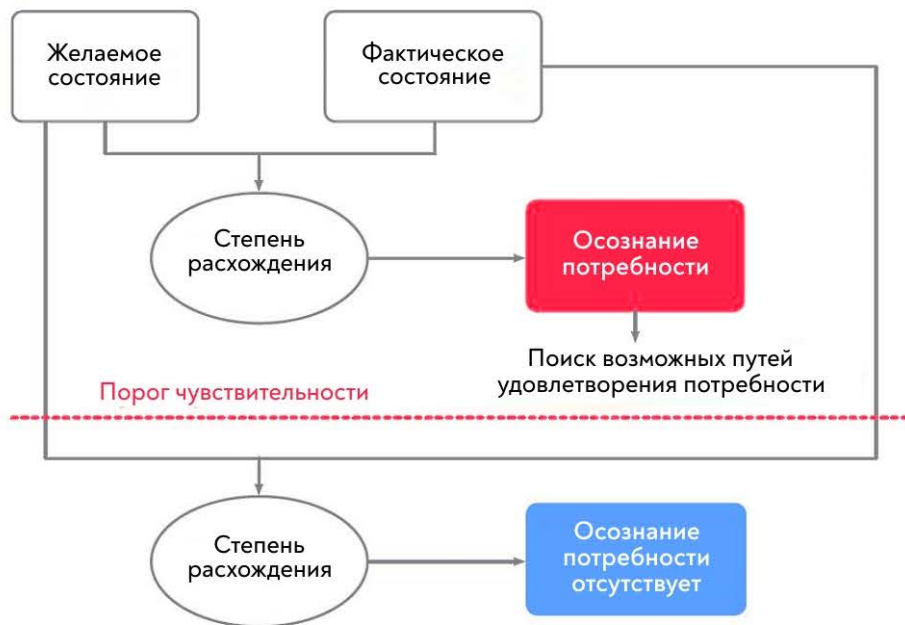 Желаемое
состояние
Фактическое
состояние
Степень
расхождения
Осознание
потребности
Поиск возможных путей
удовлетворения потребности
Порог чувствительности
Степень
расхождения
Осознание
потребности
отсутствует